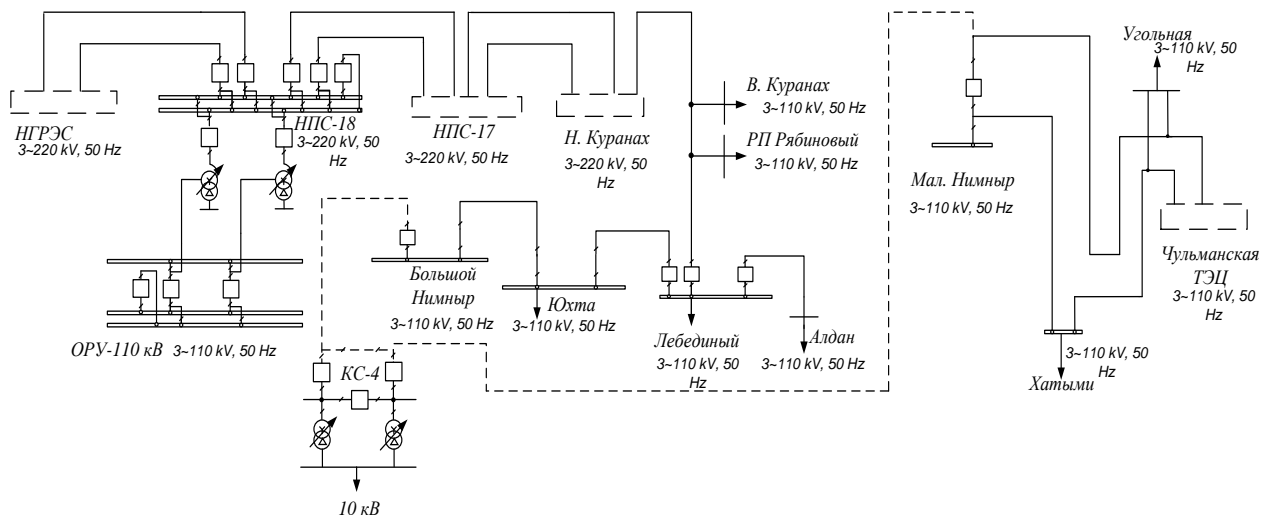 НГРЭС
3~220 kV, 50 Hz
НПС-18
3~220 kV, 50
Hz
НПС-17
3~220 kV, 50 Hz
Н. Куранах
3~220 kV, 50
Hz
В. Куранах
3~110 kV, 50 Hz
РП Рябиновый
3~110 kV, 50 Hz
Мал. Нимныр
3~110 kV, 50 Hz
Угольная
3~110 kV, 50
Hz
Чульманская
ТЭЦ
3~110 kV, 50
Hz
Большой
Нимныр
3~110 kV, 50 Hz
Юхта
3~110 kV, 50 Hz
Лебединый
3~110 kV, 50
Hz
Алдан
3~110 kV, 50 Hz
3~110 kV, 50
Hz
Хатыми
ОРУ-110 кВ
3~110 kV, 50 Hz
КС-4
10 кВ